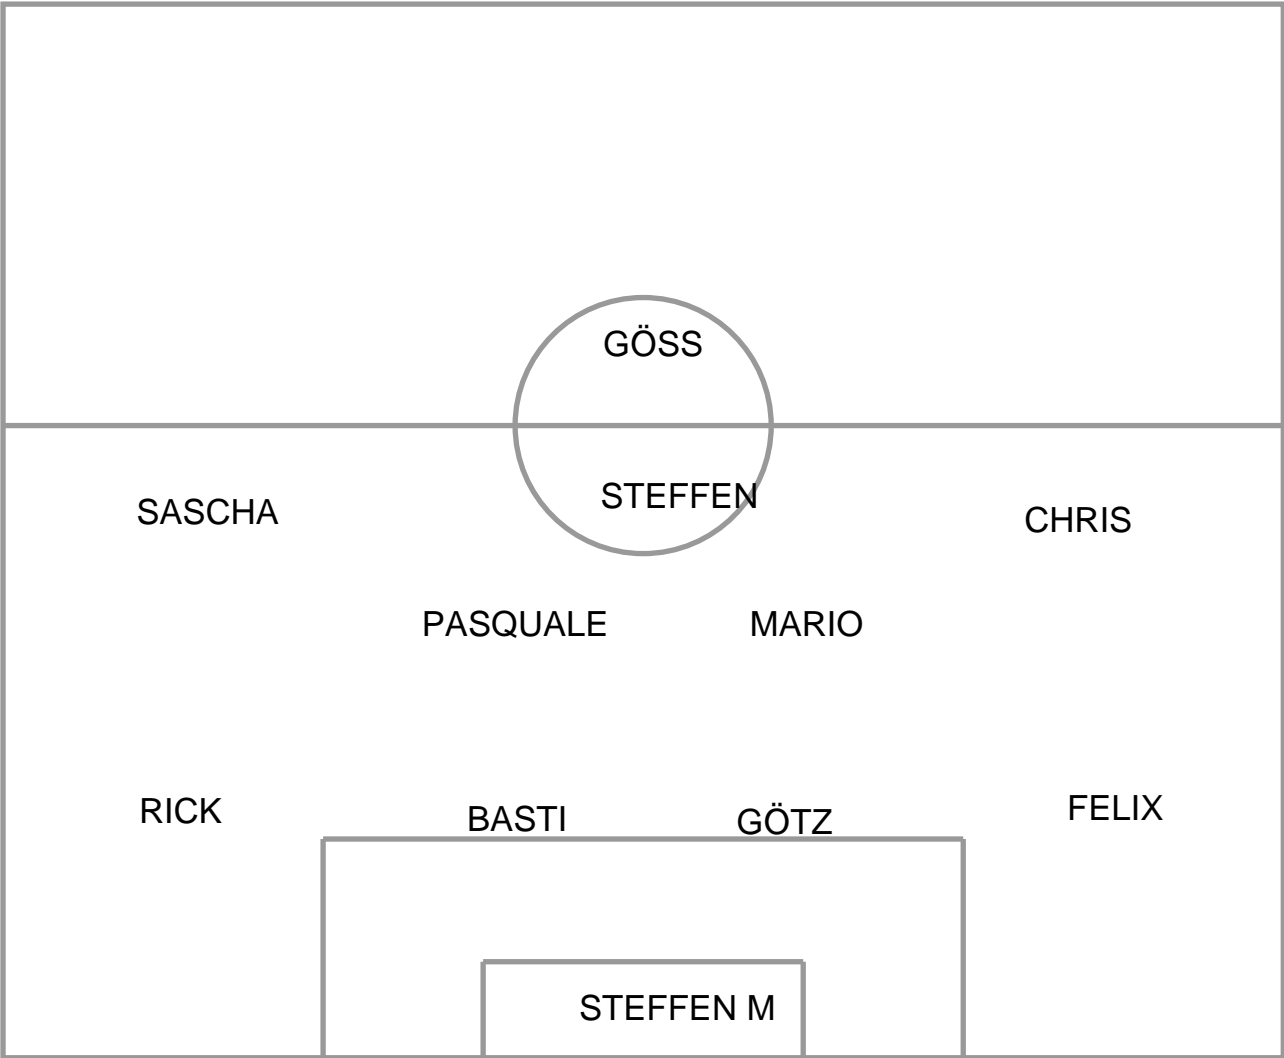 GÖSS
SASCHA
STEFFEN
CHRIS
PASQUALE
MARIO
RICK
BASTI
GÖTZ
FELIX
STEFFEN M